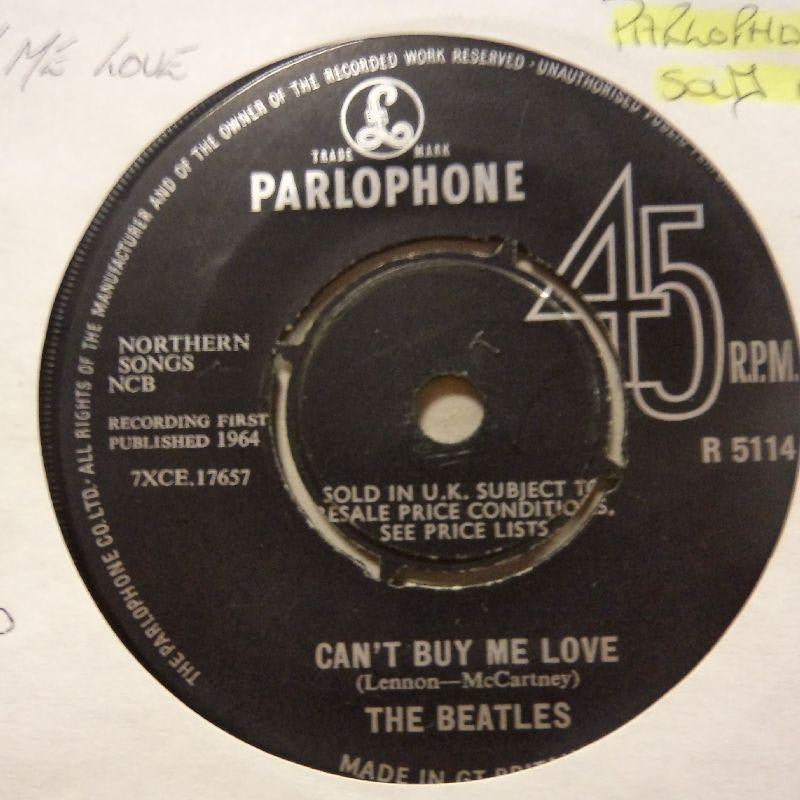 ME LOVE
PARLOPHO
SOLD
THE PARLOPHONE CO.LTD.·ALL RIGHTS OF THE MANUFACTURER AND OF THE OWNER OF THE RECORDED WORK RESERVED·UNAUTHORISED PUBLIC
£
TRADE MARK
PARLOPHONE
45
R.P.M.
NORTHERN
SONGS
NCB
RECORDING FIRST
PUBLISHED 1964
7XCE.17657
R 5114
SOLD IN U.K. SUBJECT TO
RESALE PRICE CONDITIONS,
SEE PRICE LISTS
CAN'T BUY ME LOVE
(Lennon—McCartney)
THE BEATLES
MADE IN GT. BRITAIN